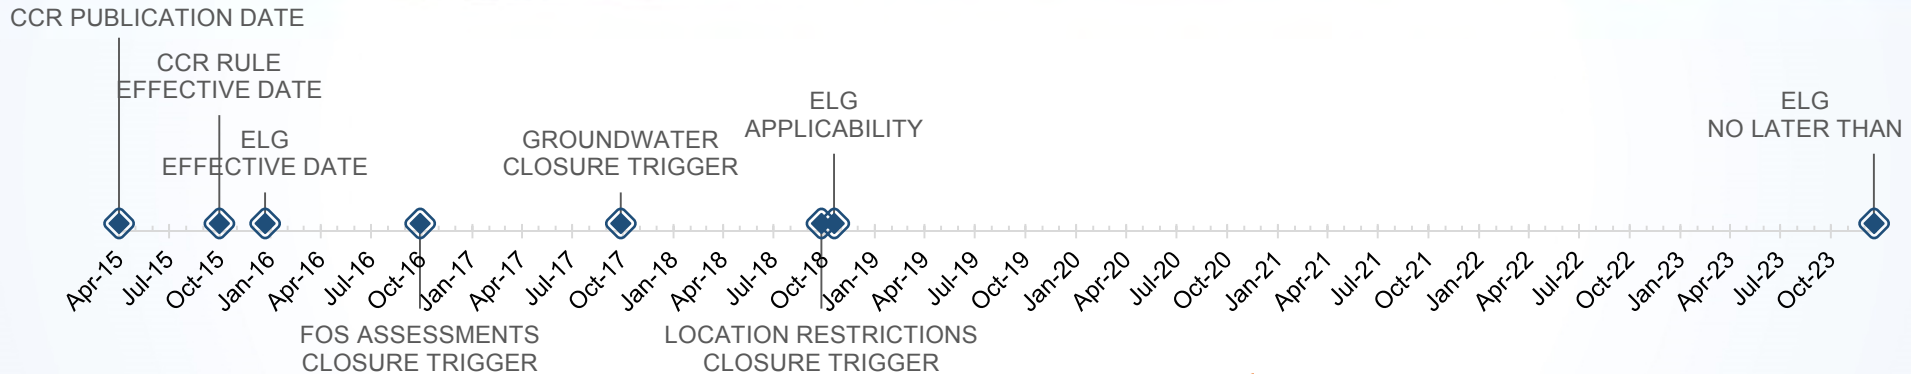 CCR PUBLICATION DATE
CCR RULE
EFFECTIVE DATE
ELG
EFFECTIVE DATE
GROUNDWATER
CLOSURE TRIGGER
ELG
APPLICABILITY
ELG
NO LATER THAN
Apr-15
Jul-15
Oct-15
Jan-16
Apr-16
Jul-16
Oct-16
Jan-17
Apr-17
Jul-17
Oct-17
Jan-18
Apr-18
Jul-18
Oct-18
Jan-19
Apr-19
Jul-19
Oct-19
Jan-20
Apr-20
Jul-20
Oct-20
Jan-21
Apr-21
Jul-21
Oct-21
Jan-22
Apr-22
Jul-22
Oct-22
Jan-23
Apr-23
Jul-23
Oct-23
FOS ASSESSMENTS
CLOSURE TRIGGER
LOCATION RESTRICTIONS
CLOSURE TRIGGER